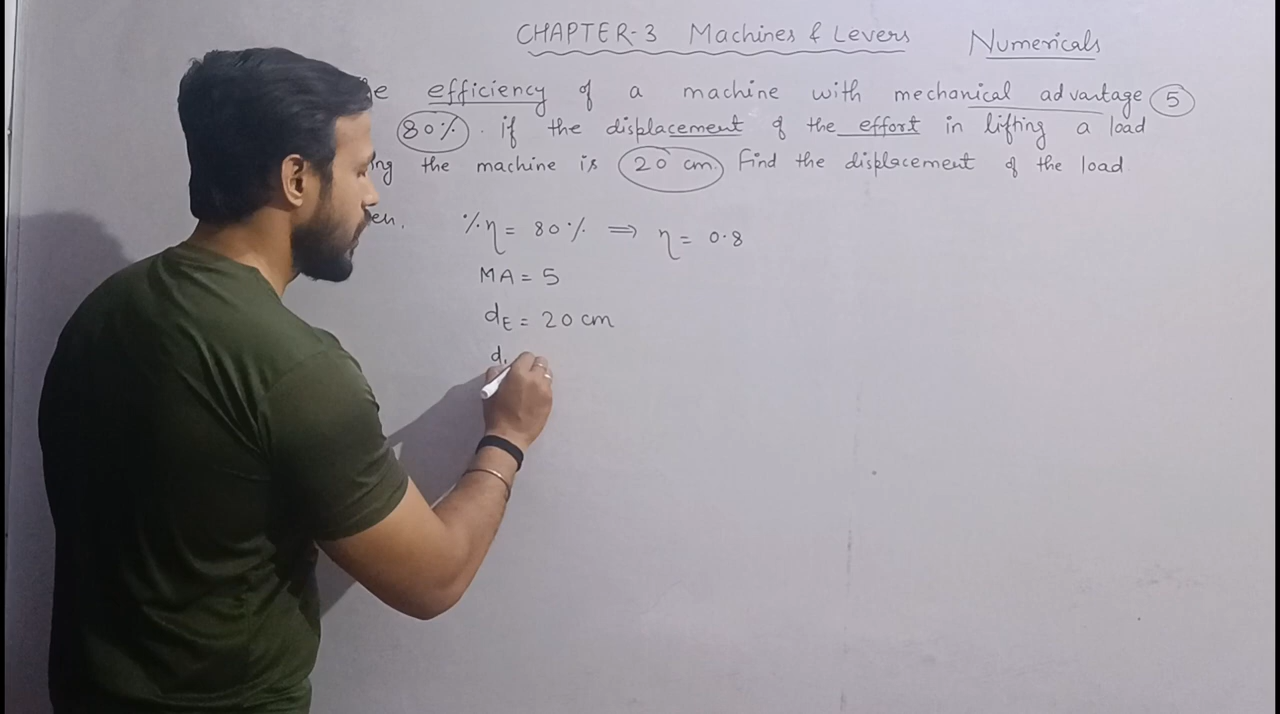 CHAPTER-3 Machines & Levers Numericals
efficiency of a machine with mechanical advantage 5
80%. if the displacement of the effort in lifting a load
the machine is 20 cm. Find the displacement of the load.
%η = 80% ⟹ η = 0.8
MA = 5
dE = 20 cm
d